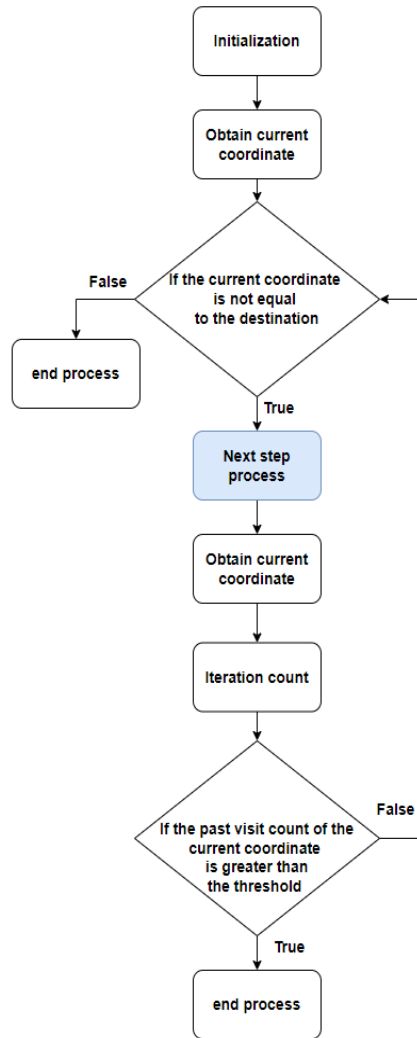 Initialization
Obtain current
coordinate
If the current coordinate
is not equal
to the destination
False
end process
True
Next step
process
Obtain current
coordinate
Iteration count
If the past visit count of the
current coordinate
is greater than
the threshold
False
True
end process